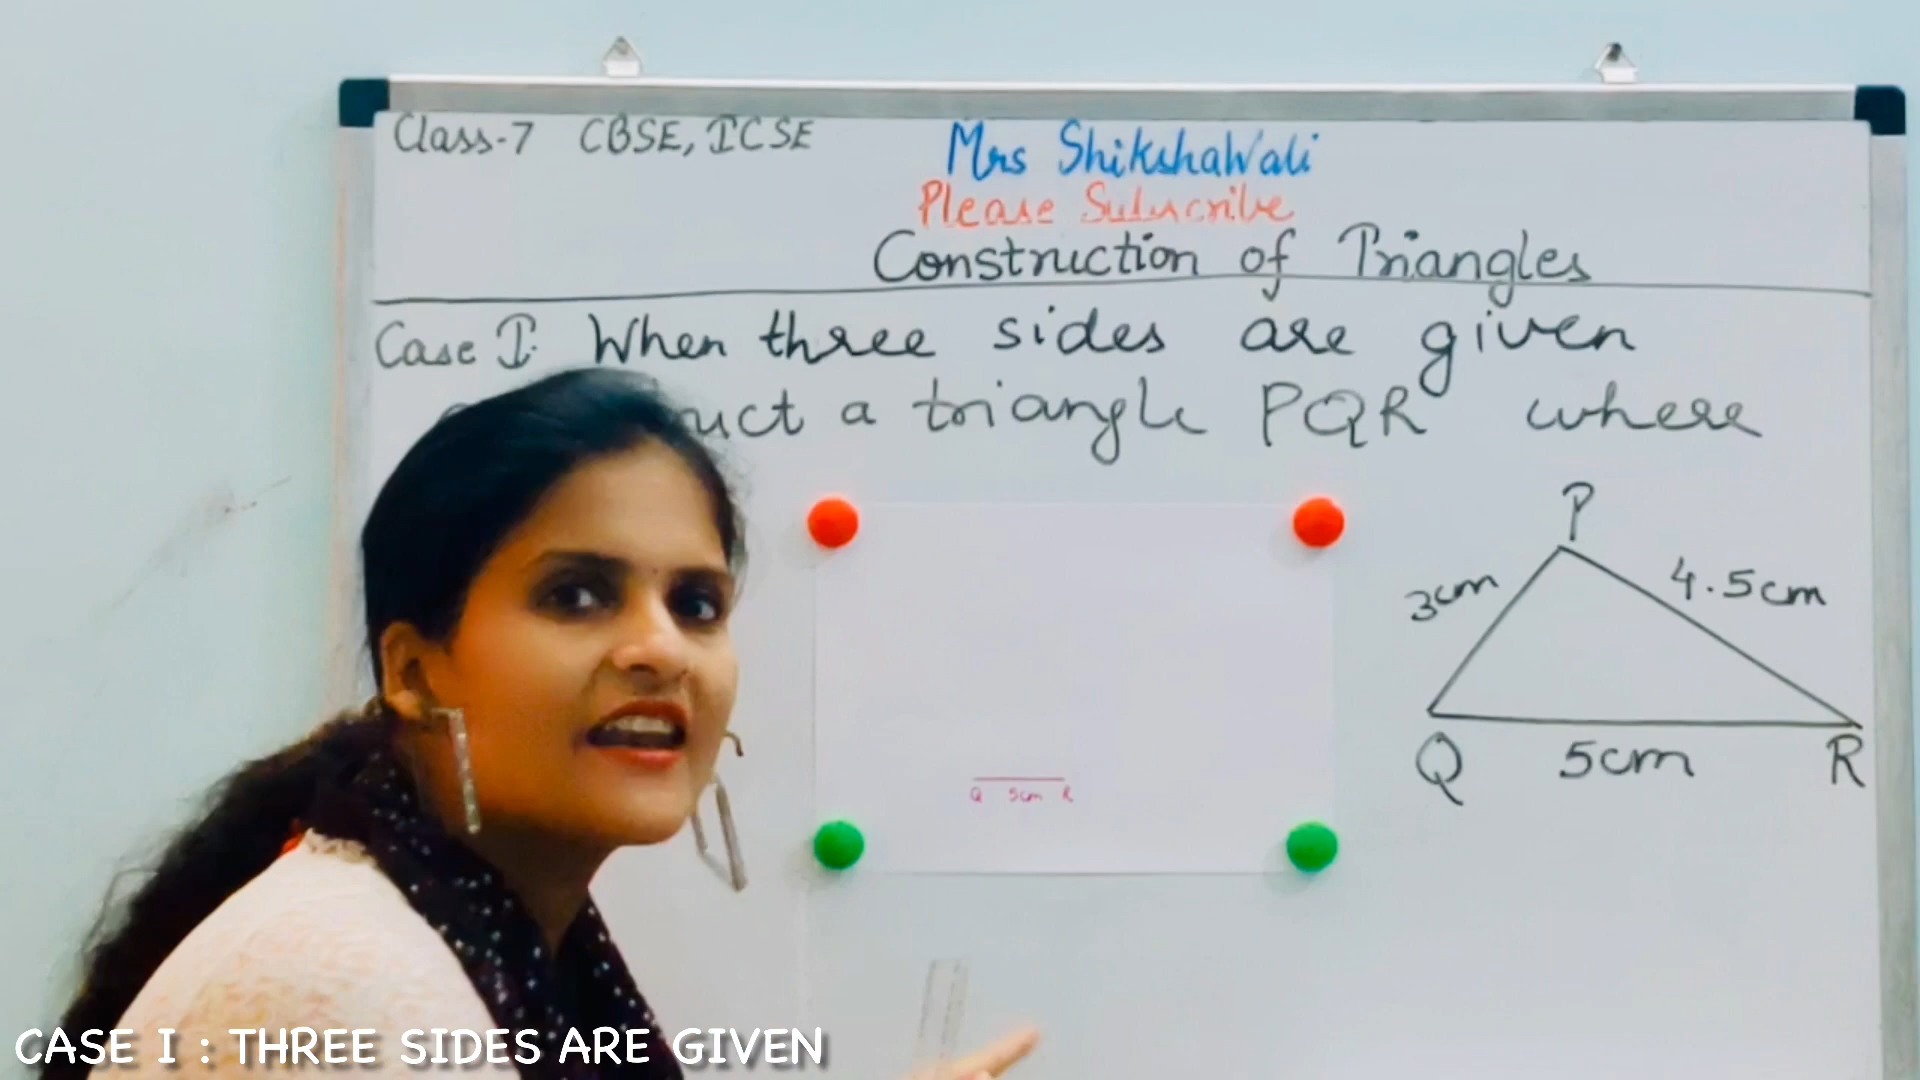 Class-7 CBSE, ICSE
Mrs ShikshaWali
Please Subscribe
Construction of Triangles
Case I: When three sides are given
a triangle PQR where
P
3cm
4.5cm
Q 5cm R
Q 5cm R
CASE I : THREE SIDES ARE GIVEN